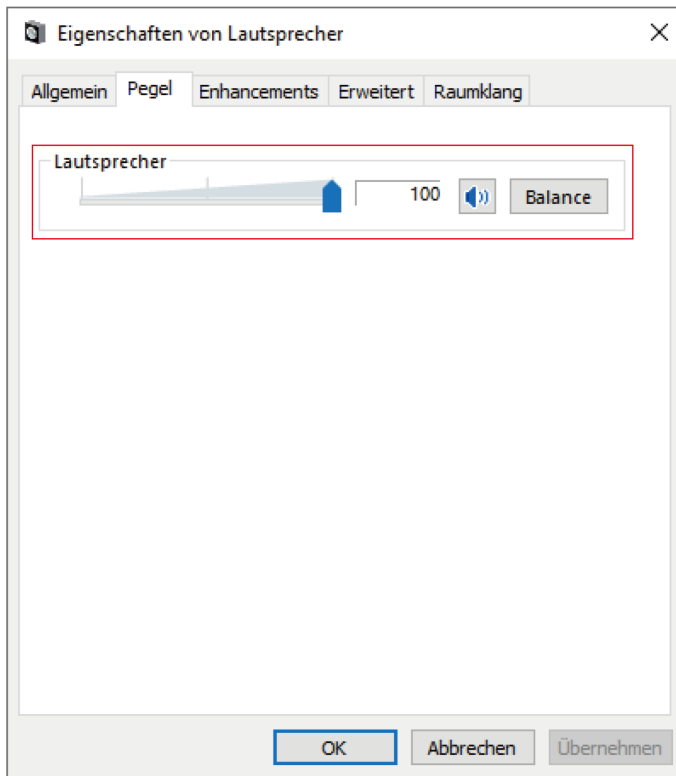 Eigenschaften von Lautsprecher
Allgemein Pegel Enhancements Erweitert Raumklang
Lautsprecher
100 Balance
OK Abbrechen Übernehmen